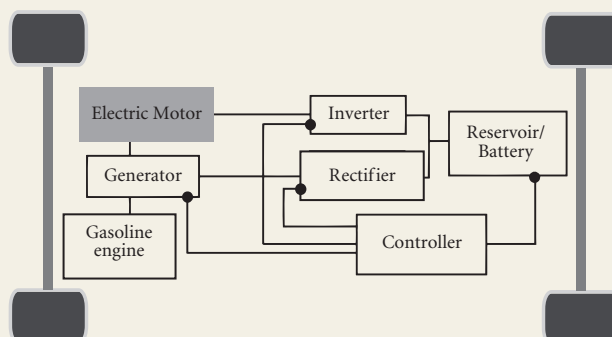 Electric Motor
Inverter
Reservoir/
Battery
Generator
Rectifier
Gasoline
engine
Controller